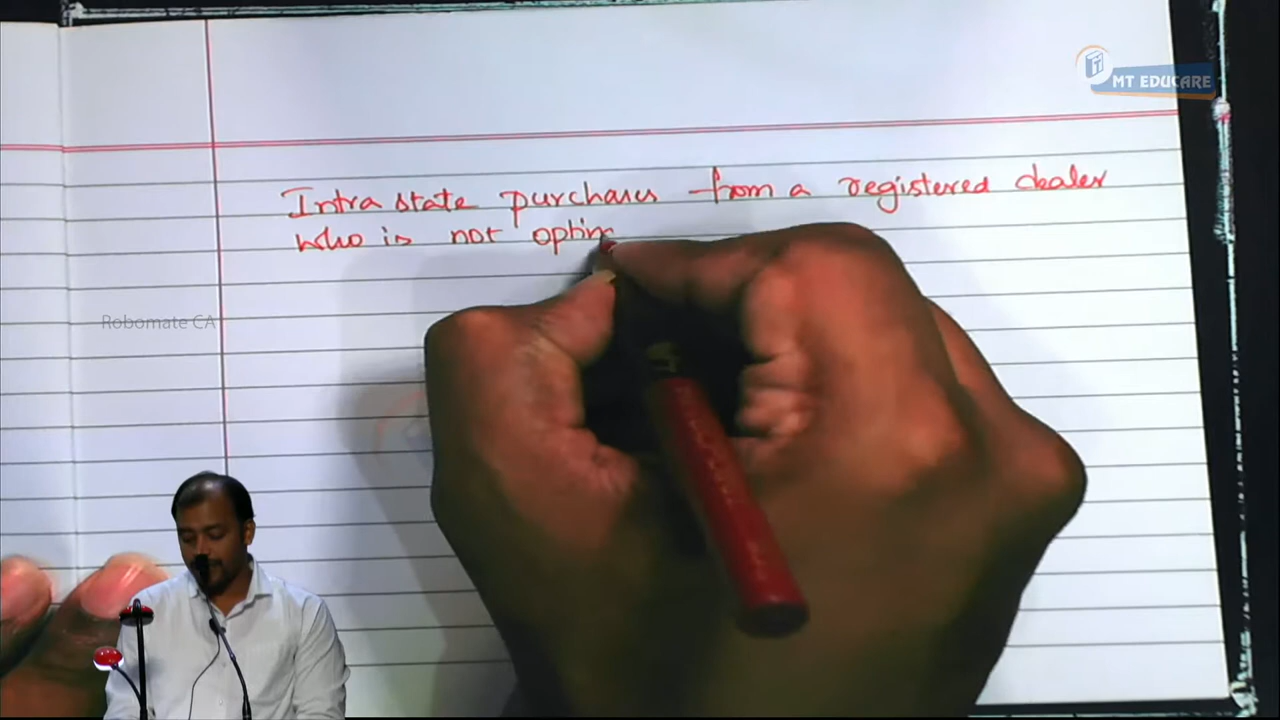 MT EDUCARE
Intra state purchases from a registered dealer
who is not optin
Robomate CA